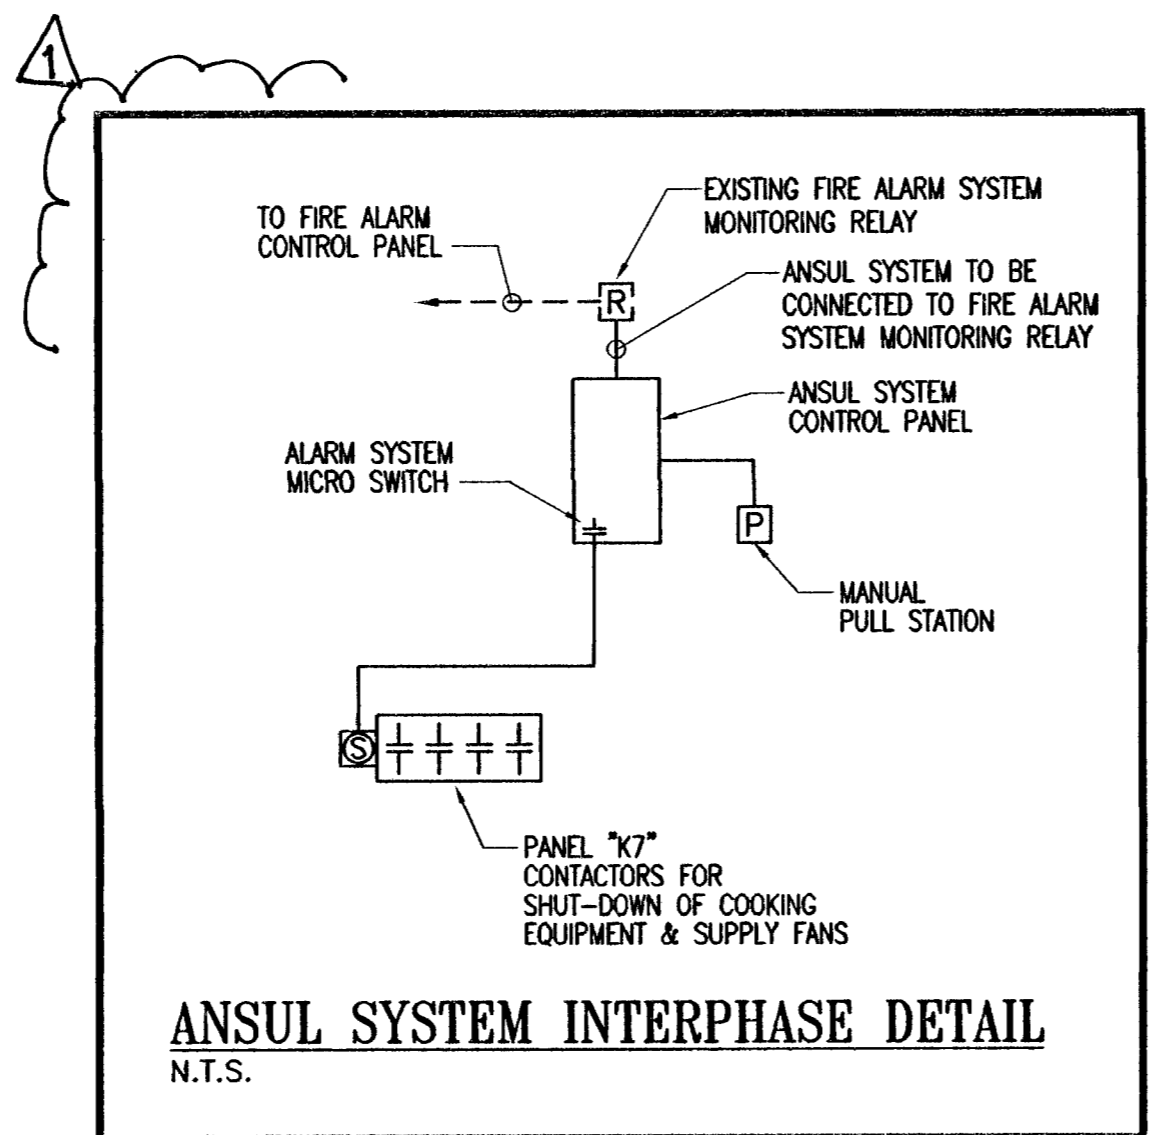 1
TO FIRE ALARM
CONTROL PANEL
EXISTING FIRE ALARM SYSTEM
MONITORING RELAY
R
ANSUL SYSTEM TO BE
CONNECTED TO FIRE ALARM
SYSTEM MONITORING RELAY
ANSUL SYSTEM
CONTROL PANEL
ALARM SYSTEM
MICRO SWITCH
P
MANUAL
PULL STATION
S
PANEL "K7"
CONTACTORS FOR
SHUT-DOWN OF COOKING
EQUIPMENT & SUPPLY FANS
ANSUL SYSTEM INTERPHASE DETAIL
N.T.S.